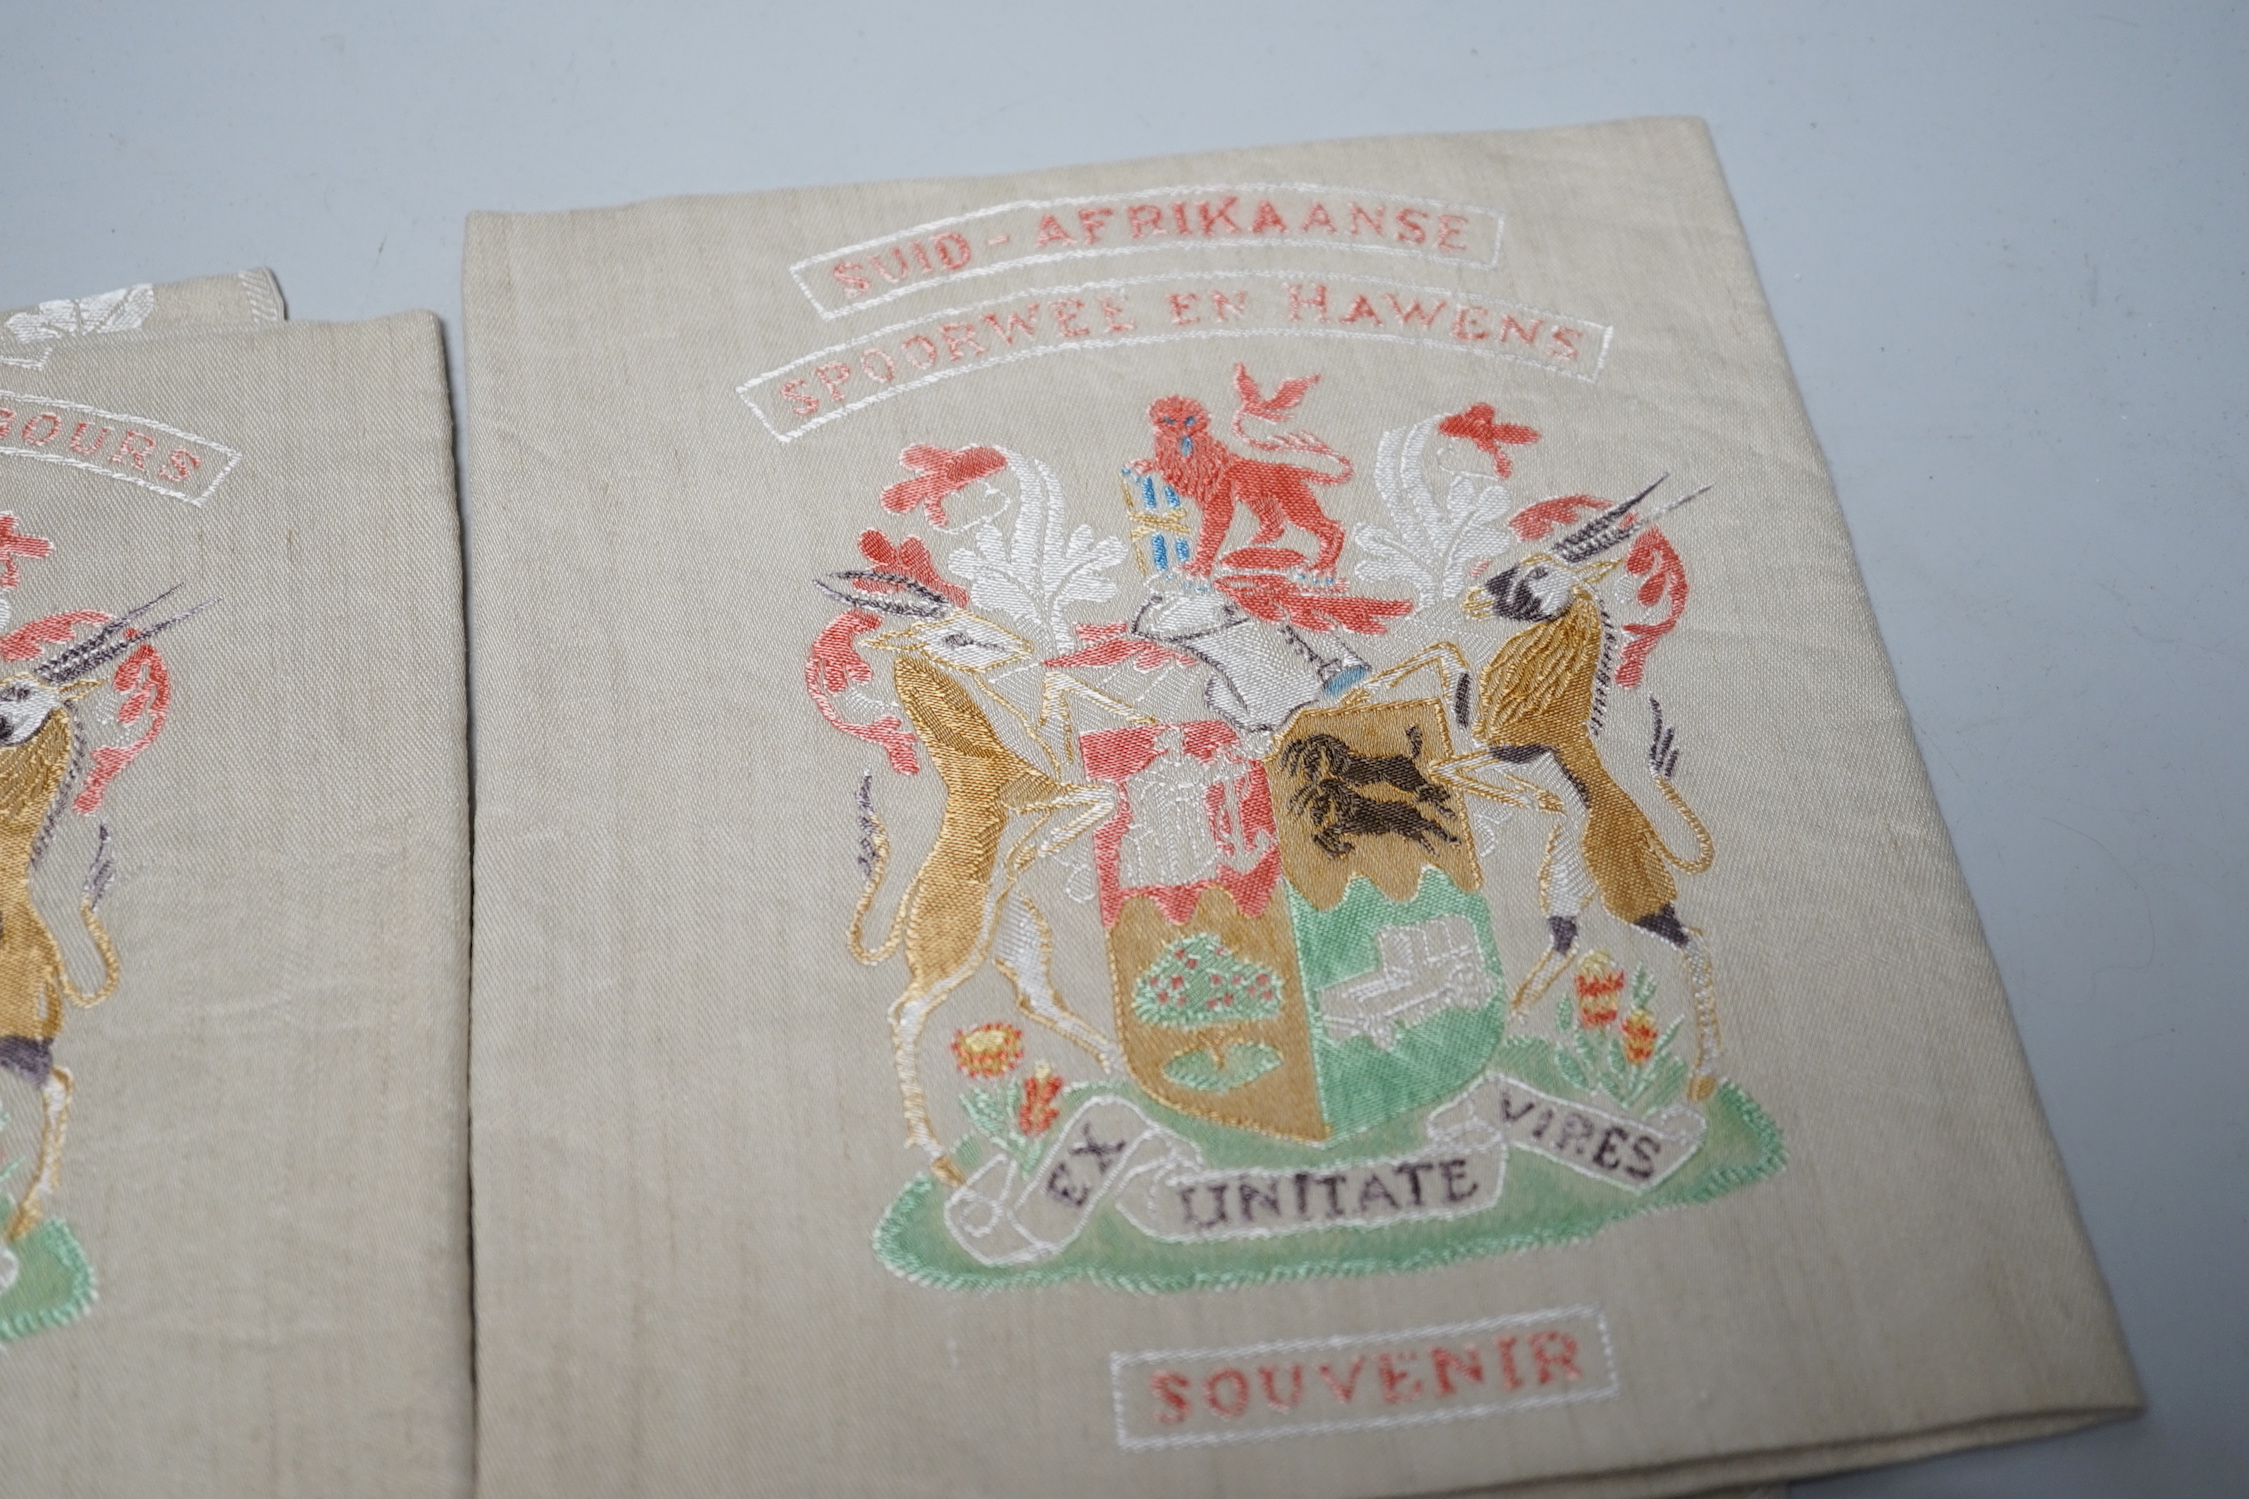 SUID-AFRIKAANSE
SPOORWEE EN HAWENS
EX UNITATE VIRES
SOUVENIR